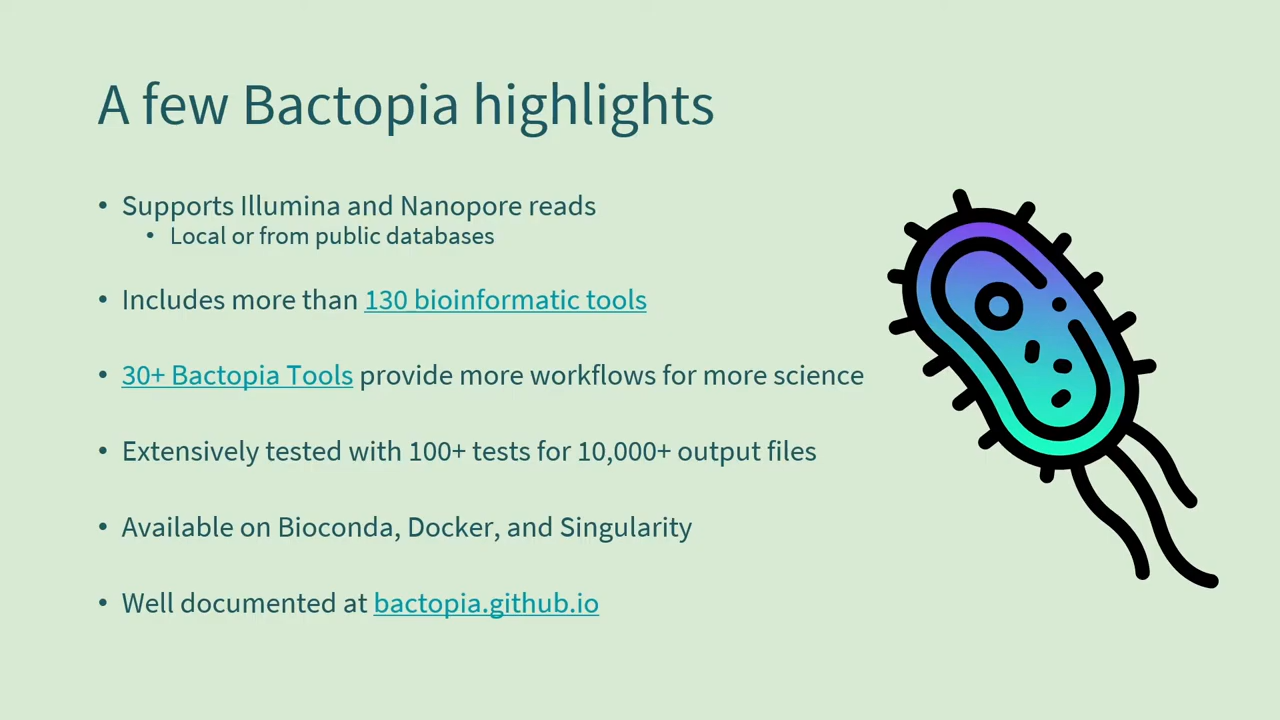 A few Bactopia highlights
• Supports Illumina and Nanopore reads
• Local or from public databases
• Includes more than 130 bioinformatic tools
• 30+ Bactopia Tools provide more workflows for more science
• Extensively tested with 100+ tests for 10,000+ output files
• Available on Bioconda, Docker, and Singularity
• Well documented at bactopia.github.io